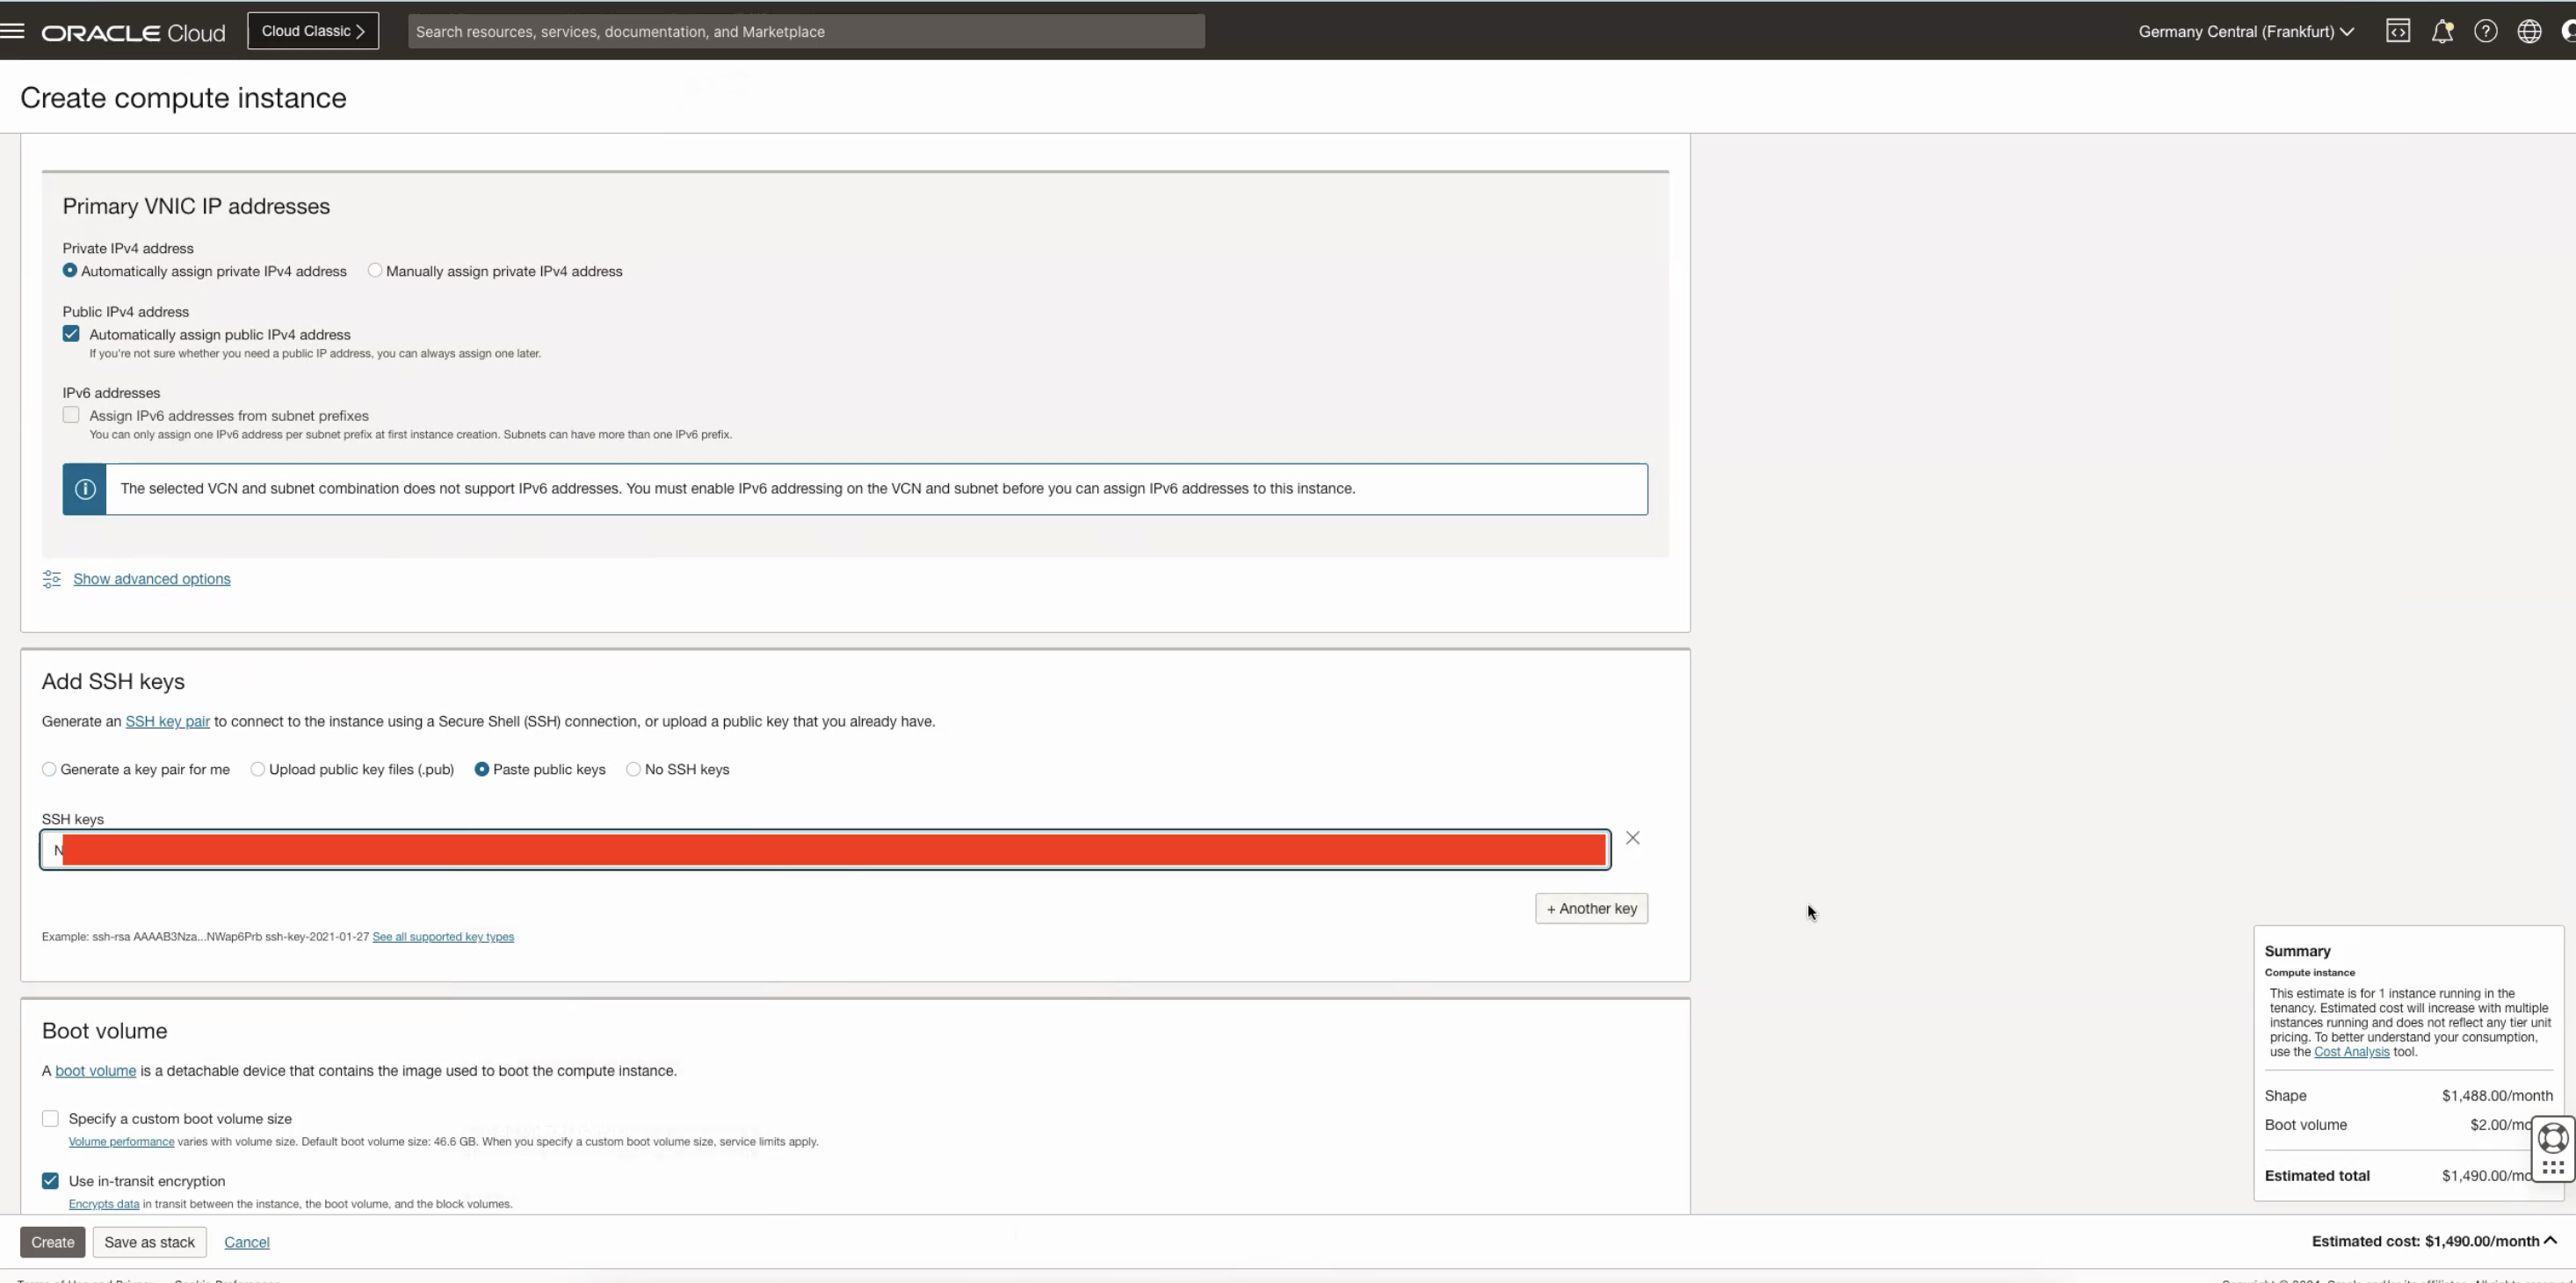 ORACLE Cloud
Cloud Classic
Search resources, services, documentation, and Marketplace
Germany Central (Frankfurt)
Create compute instance
Primary VNIC IP addresses
Private IPv4 address
Automatically assign private IPv4 address
Manually assign private IPv4 address
Public IPv4 address
Automatically assign public IPv4 address
If you're not sure whether you need a public IP address, you can always assign one later.
IPv6 addresses
Assign IPv6 addresses from subnet prefixes
You can only assign one IPv6 address per subnet prefix at first instance creation. Subnets can have more than one IPv6 prefix.
The selected VCN and subnet combination does not support IPv6 addresses. You must enable IPv6 addressing on the VCN and subnet before you can assign IPv6 addresses to this instance.
Show advanced options
Add SSH keys
Generate an SSH key pair to connect to the instance using a Secure Shell (SSH) connection, or upload a public key that you already have.
Generate a key pair for me
Upload public key files (.pub)
Paste public keys
No SSH keys
SSH keys
N
+ Another key
Example: ssh-rsa AAAAB3Nza...NWap6Prb ssh-key-2021-01-27 See all supported key types
Boot volume
A boot volume is a detachable device that contains the image used to boot the compute instance.
Specify a custom boot volume size
Volume performance varies with volume size. Default boot volume size: 46.6 GB. When you specify a custom boot volume size, service limits apply.
Use in-transit encryption
Encrypts data in transit between the instance, the boot volume, and the block volumes.
Summary
Compute instance
This estimate is for 1 instance running in the
tenancy. Estimated cost will increase with multiple
instances running and does not reflect any tier unit
pricing. To better understand your consumption,
use the Cost Analysis tool.
Shape $1,488.00/month
Boot volume $2.00/mo
Estimated total $1,490.00/mo
Create
Save as stack
Cancel
Estimated cost: $1,490.00/month